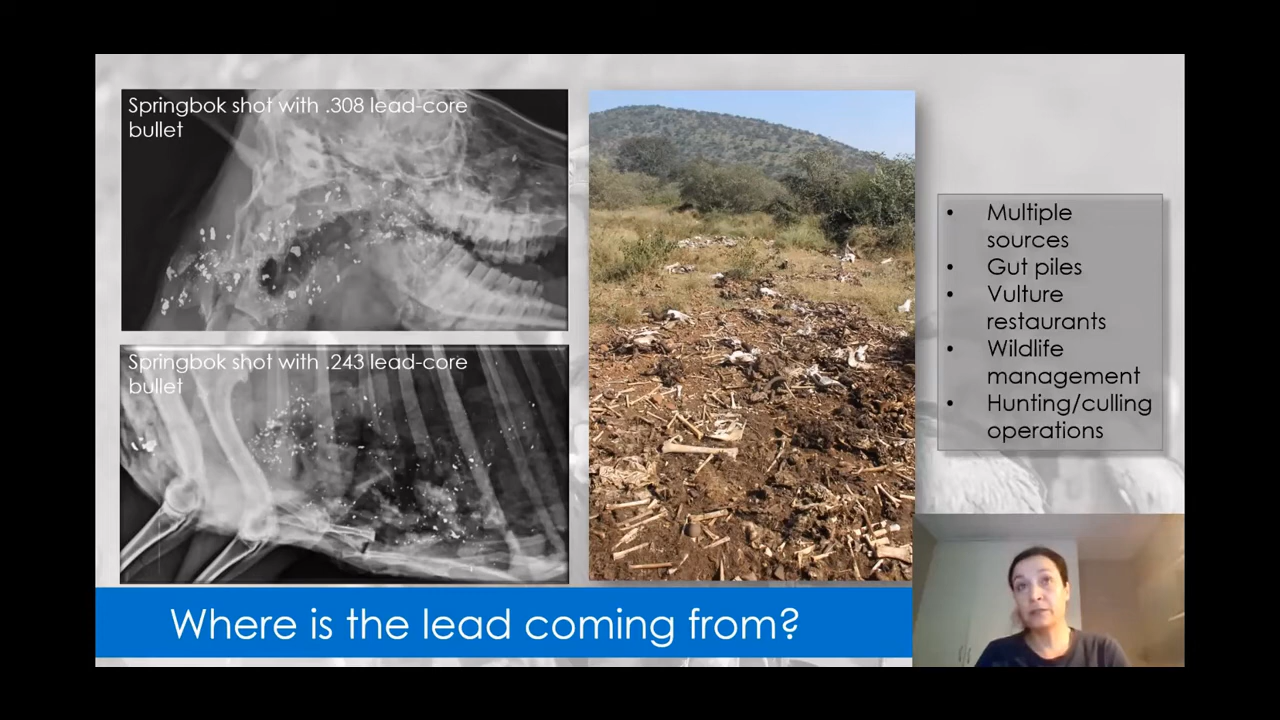 Springbok shot with .308 lead-core
bullet
Springbok shot with .243 lead-core
bullet
• Multiple
sources
• Gut piles
• Vulture
restaurants
• Wildlife
management
• Hunting/culling
operations
Where is the lead coming from?